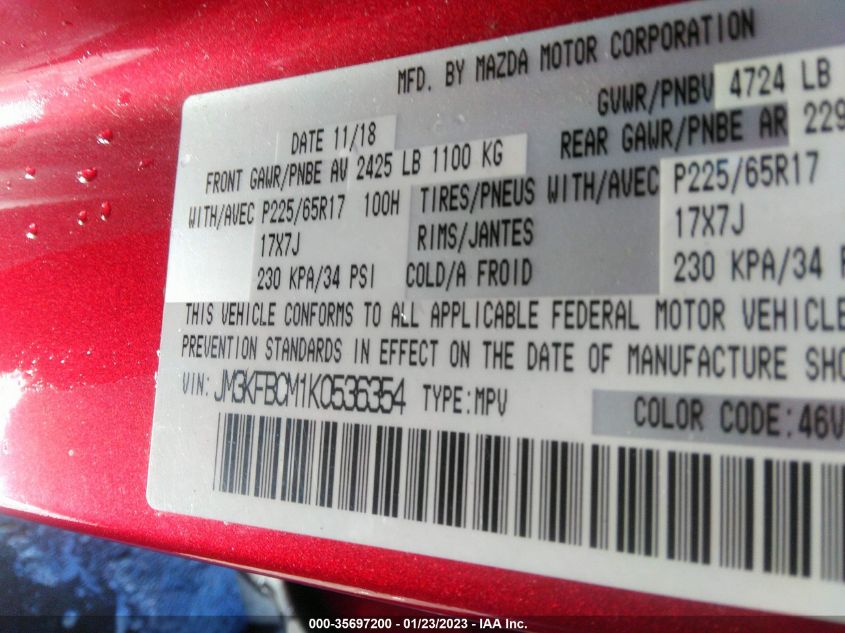 MFD. BY MAZDA MOTOR CORPORATION
DATE 11/18
GVWR/PNBV 4724 LB
FRONT GAWR/PNBE AV 2425 LB 1100 KG
REAR GAWR/PNBE AR 229
WITH/AVEC P225/65R17 100H TIRES/PNEUS WITH/AVEC P225/65R17
17X7J RIMS/JANTES 17X7J
230 KPA/34 PSI COLD/A FROID 230 KPA/34 P
THIS VEHICLE CONFORMS TO ALL APPLICABLE FEDERAL MOTOR VEHICLE
PREVENTION STANDARDS IN EFFECT ON THE DATE OF MANUFACTURE SHO
VIN: JM3KFBCM1K0536354 TYPE:MPV COLOR CODE:46V
000-35697200 - 01/23/2023 - IAA Inc.